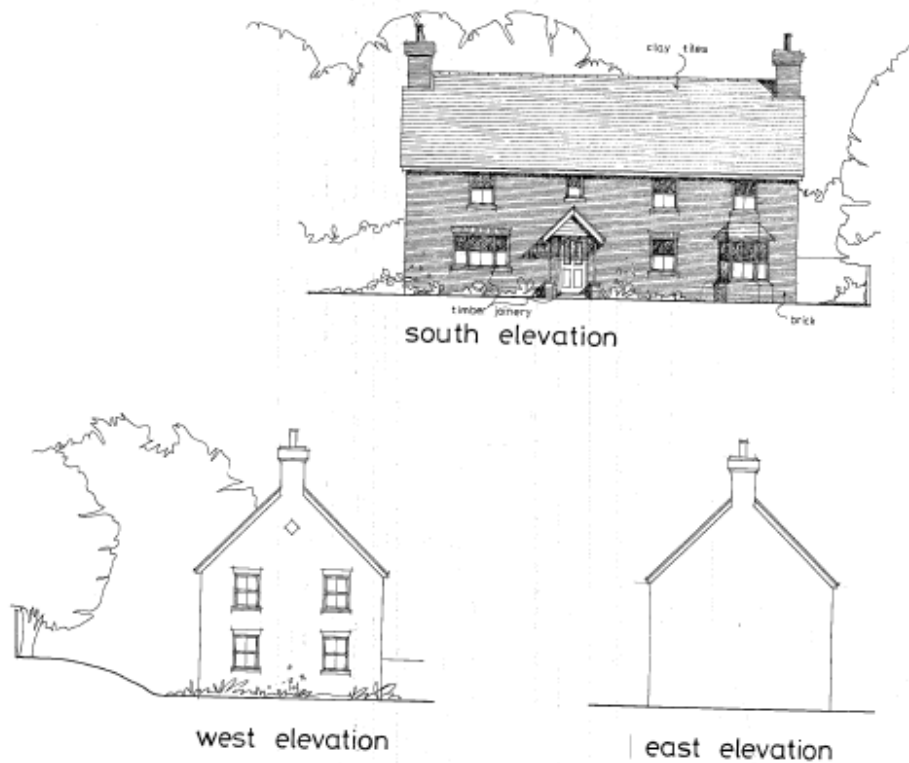 clay tiles
timber joinery
brick
south elevation
west elevation
east elevation